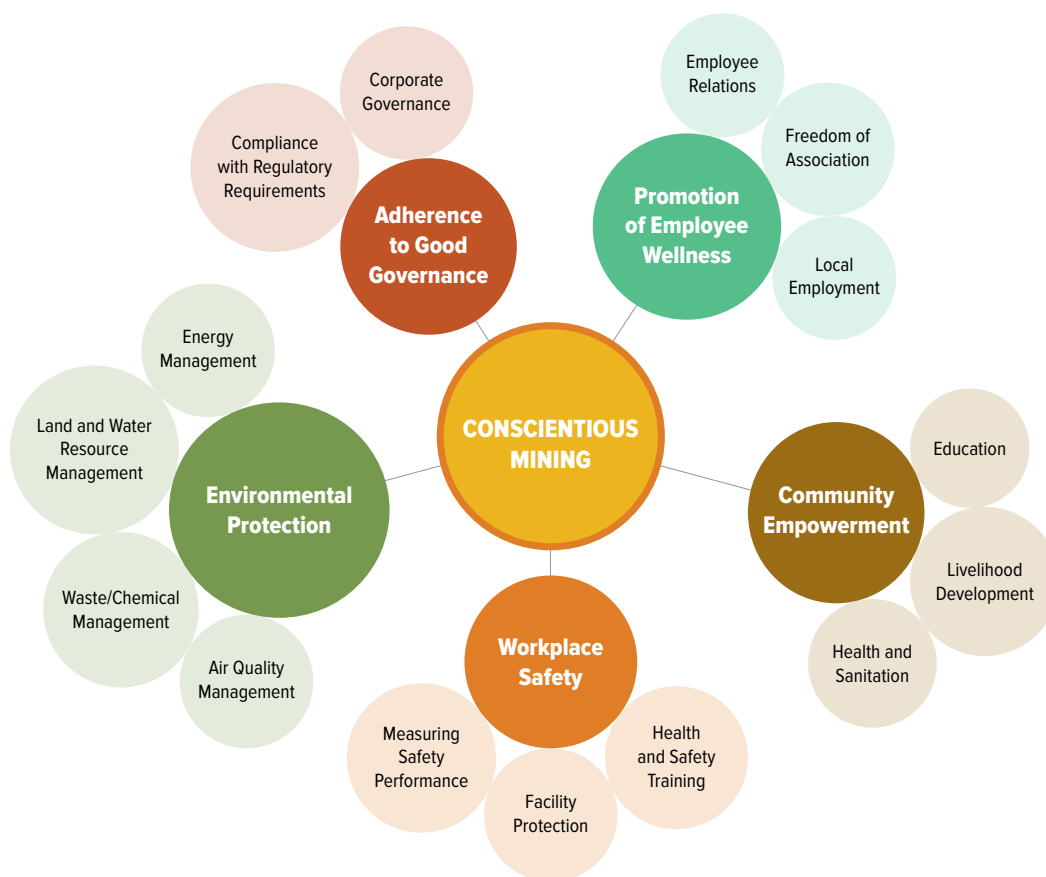 Corporate
Governance
Compliance
with Regulatory
Requirements
Adherence
to Good
Governance
Employee
Relations
Freedom of
Association
Local
Employment
Promotion
of Employee
Wellness
CONSCIENTIOUS
MINING
Energy
Management
Land and Water
Resource
Management
Waste/Chemical
Management
Air Quality
Management
Environmental
Protection
Community
Empowerment
Education
Livelihood
Development
Health and
Sanitation
Workplace
Safety
Measuring
Safety
Performance
Facility
Protection
Health
and Safety
Training